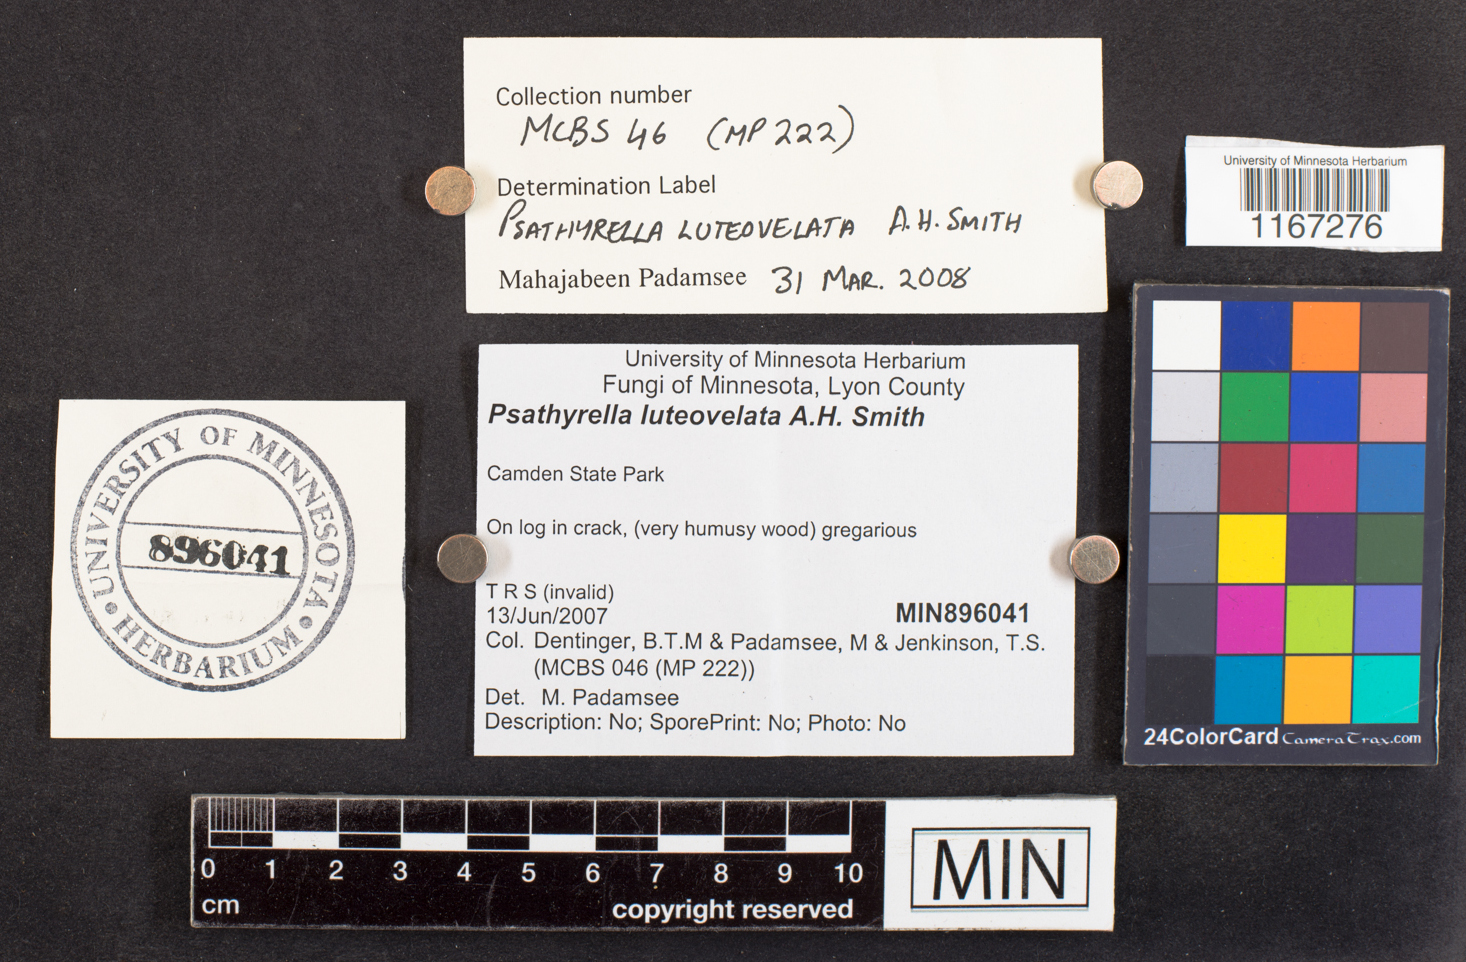 Collection number
MCBS 46 (MP 222)
Determination Label
PSATHYRELLA LUTEOVELATA A.H. SMITH
Mahajabeen Padamsee 31 MAR. 2008
University of Minnesota Herbarium
1167276
University of Minnesota Herbarium
Fungi of Minnesota, Lyon County
Psathyrella luteovelata A.H. Smith
Camden State Park
On log in crack, (very humusy wood) gregarious
T R S (invalid)
13/Jun/2007
MIN896041
Col. Dentinger, B.T.M & Padamsee, M & Jenkinson, T.S.
(MCBS 046 (MP 222))
Det. M. Padamsee
Description: No; SporePrint: No; Photo: No
UNIVERSITY OF MINNESOTA
896041
HERBARIUM
24ColorCard CameraTrax.com
0 1 2 3 4 5 6 7 8 9 10
cm
copyright reserved
MIN